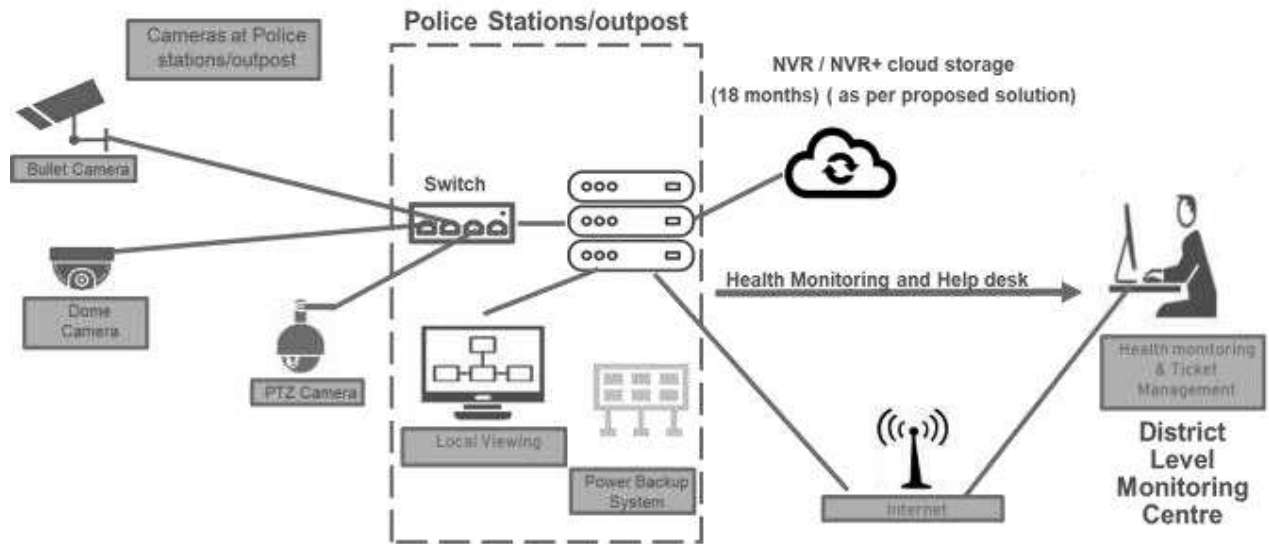 Police Stations/outpost
Cameras at Police
stations/outpost
NVR / NVR+ cloud storage
(18 months) ( as per proposed solution)
Bullet Camera
Switch
Dome
Camera
PTZ Camera
Health Monitoring and Help desk
Local Viewing
Power Backup
System
Internet
Health monitoring
& Ticket
Management
District
Level
Monitoring
Centre